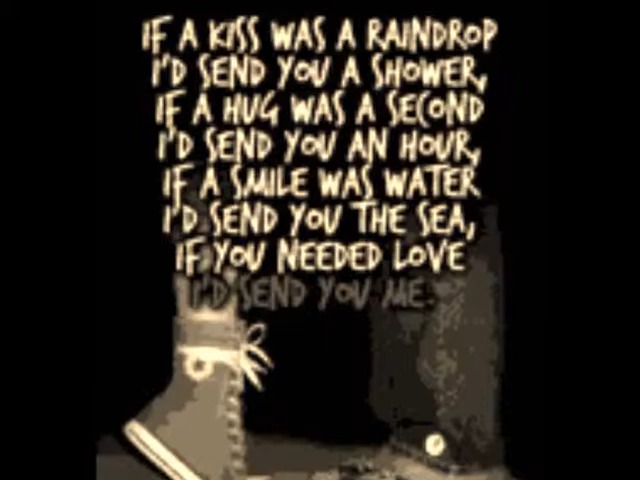 IF A KISS WAS A RAINDROP
I'D SEND YOU A SHOWER,
IF A HUG WAS A SECOND
I'D SEND YOU AN HOUR,
IF A SMILE WAS WATER
I'D SEND YOU THE SEA,
IF YOU NEEDED LOVE
I'D SEND YOU ME.